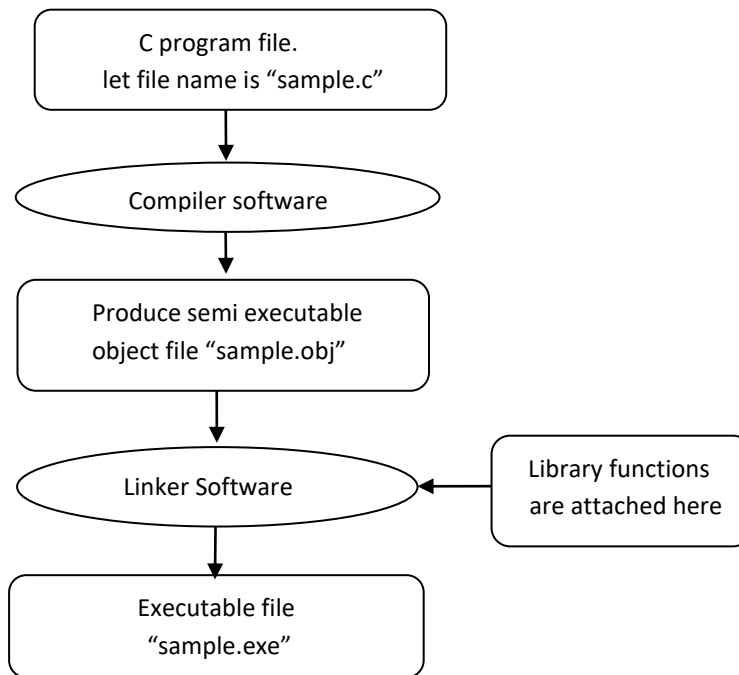 C program file.
let file name is “sample.c”
Compiler software
Produce semi executable
object file “sample.obj”
Linker Software
Library functions
are attached here
Executable file
“sample.exe”